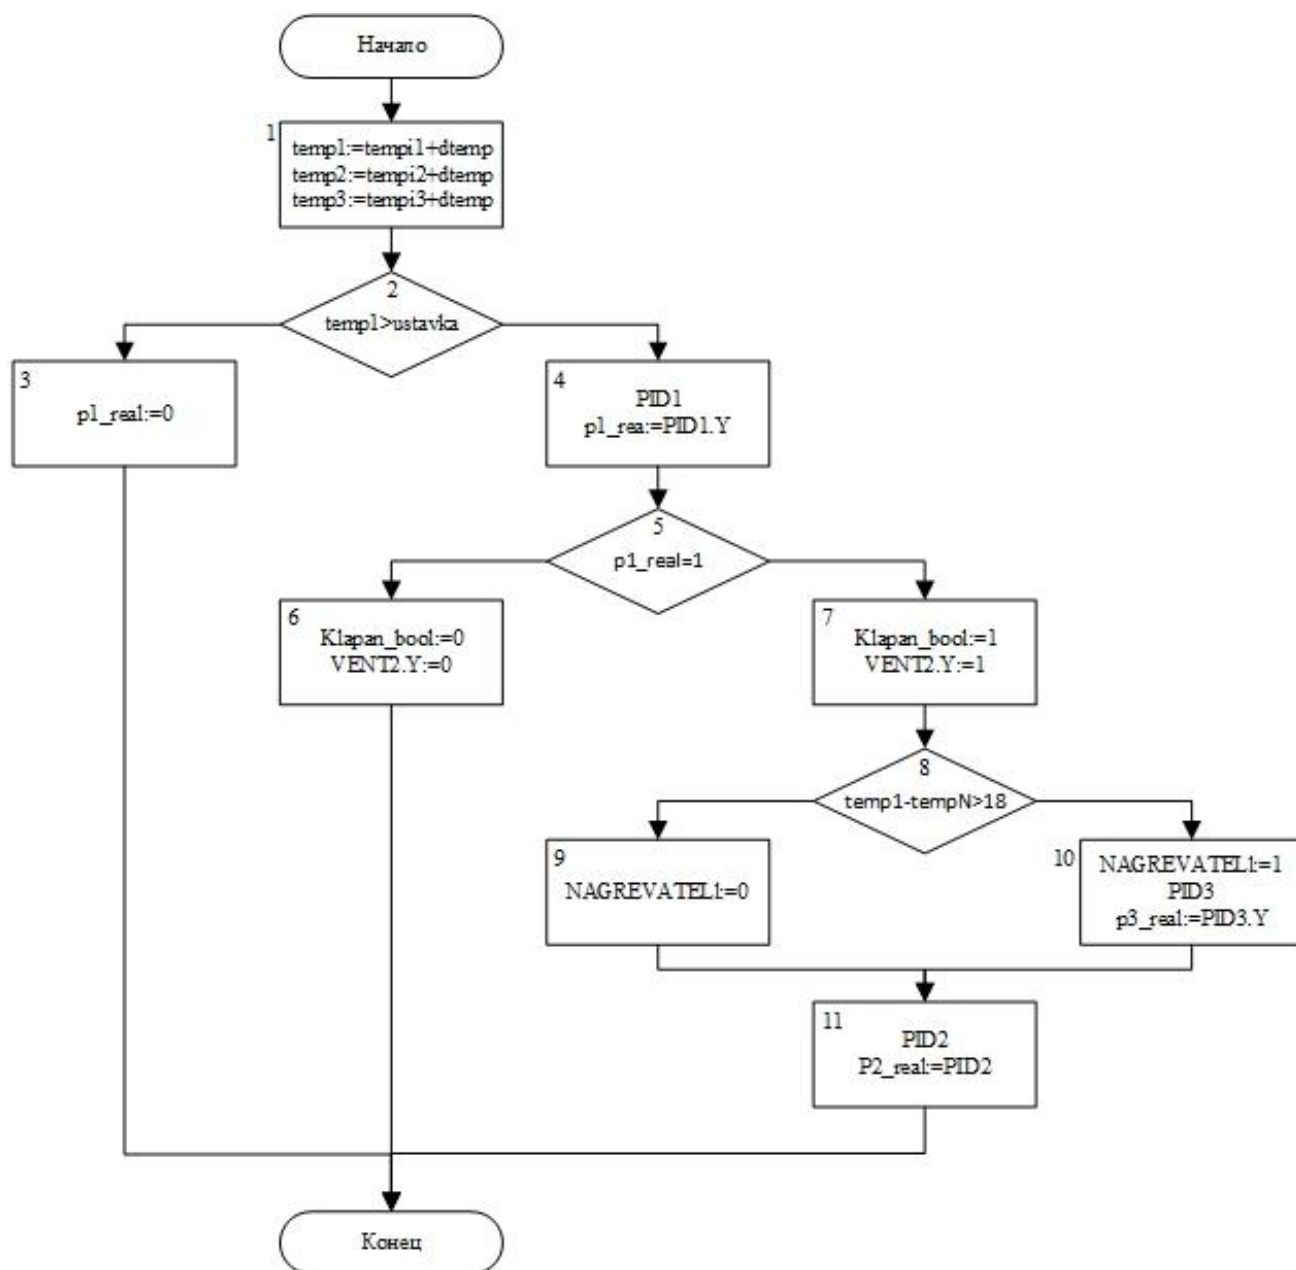 Начало
1
temp1:=tempi1+dtemp
temp2:=tempi2+dtemp
temp3:=tempi3+dtemp
2
temp1>ustavka
3
p1_real:=0
4
PID1
p1_rea:=PID1.Y
5
p1_real=1
6
Klapan_bool:=0
VENT2.Y:=0
7
Klapan_bool:=1
VENT2.Y:=1
8
temp1-tempN>18
9
NAGREVATEL1:=0
10
NAGREVATEL1:=1
PID3
p3_real:=PID3.Y
11
PID2
P2_real:=PID2
Конец